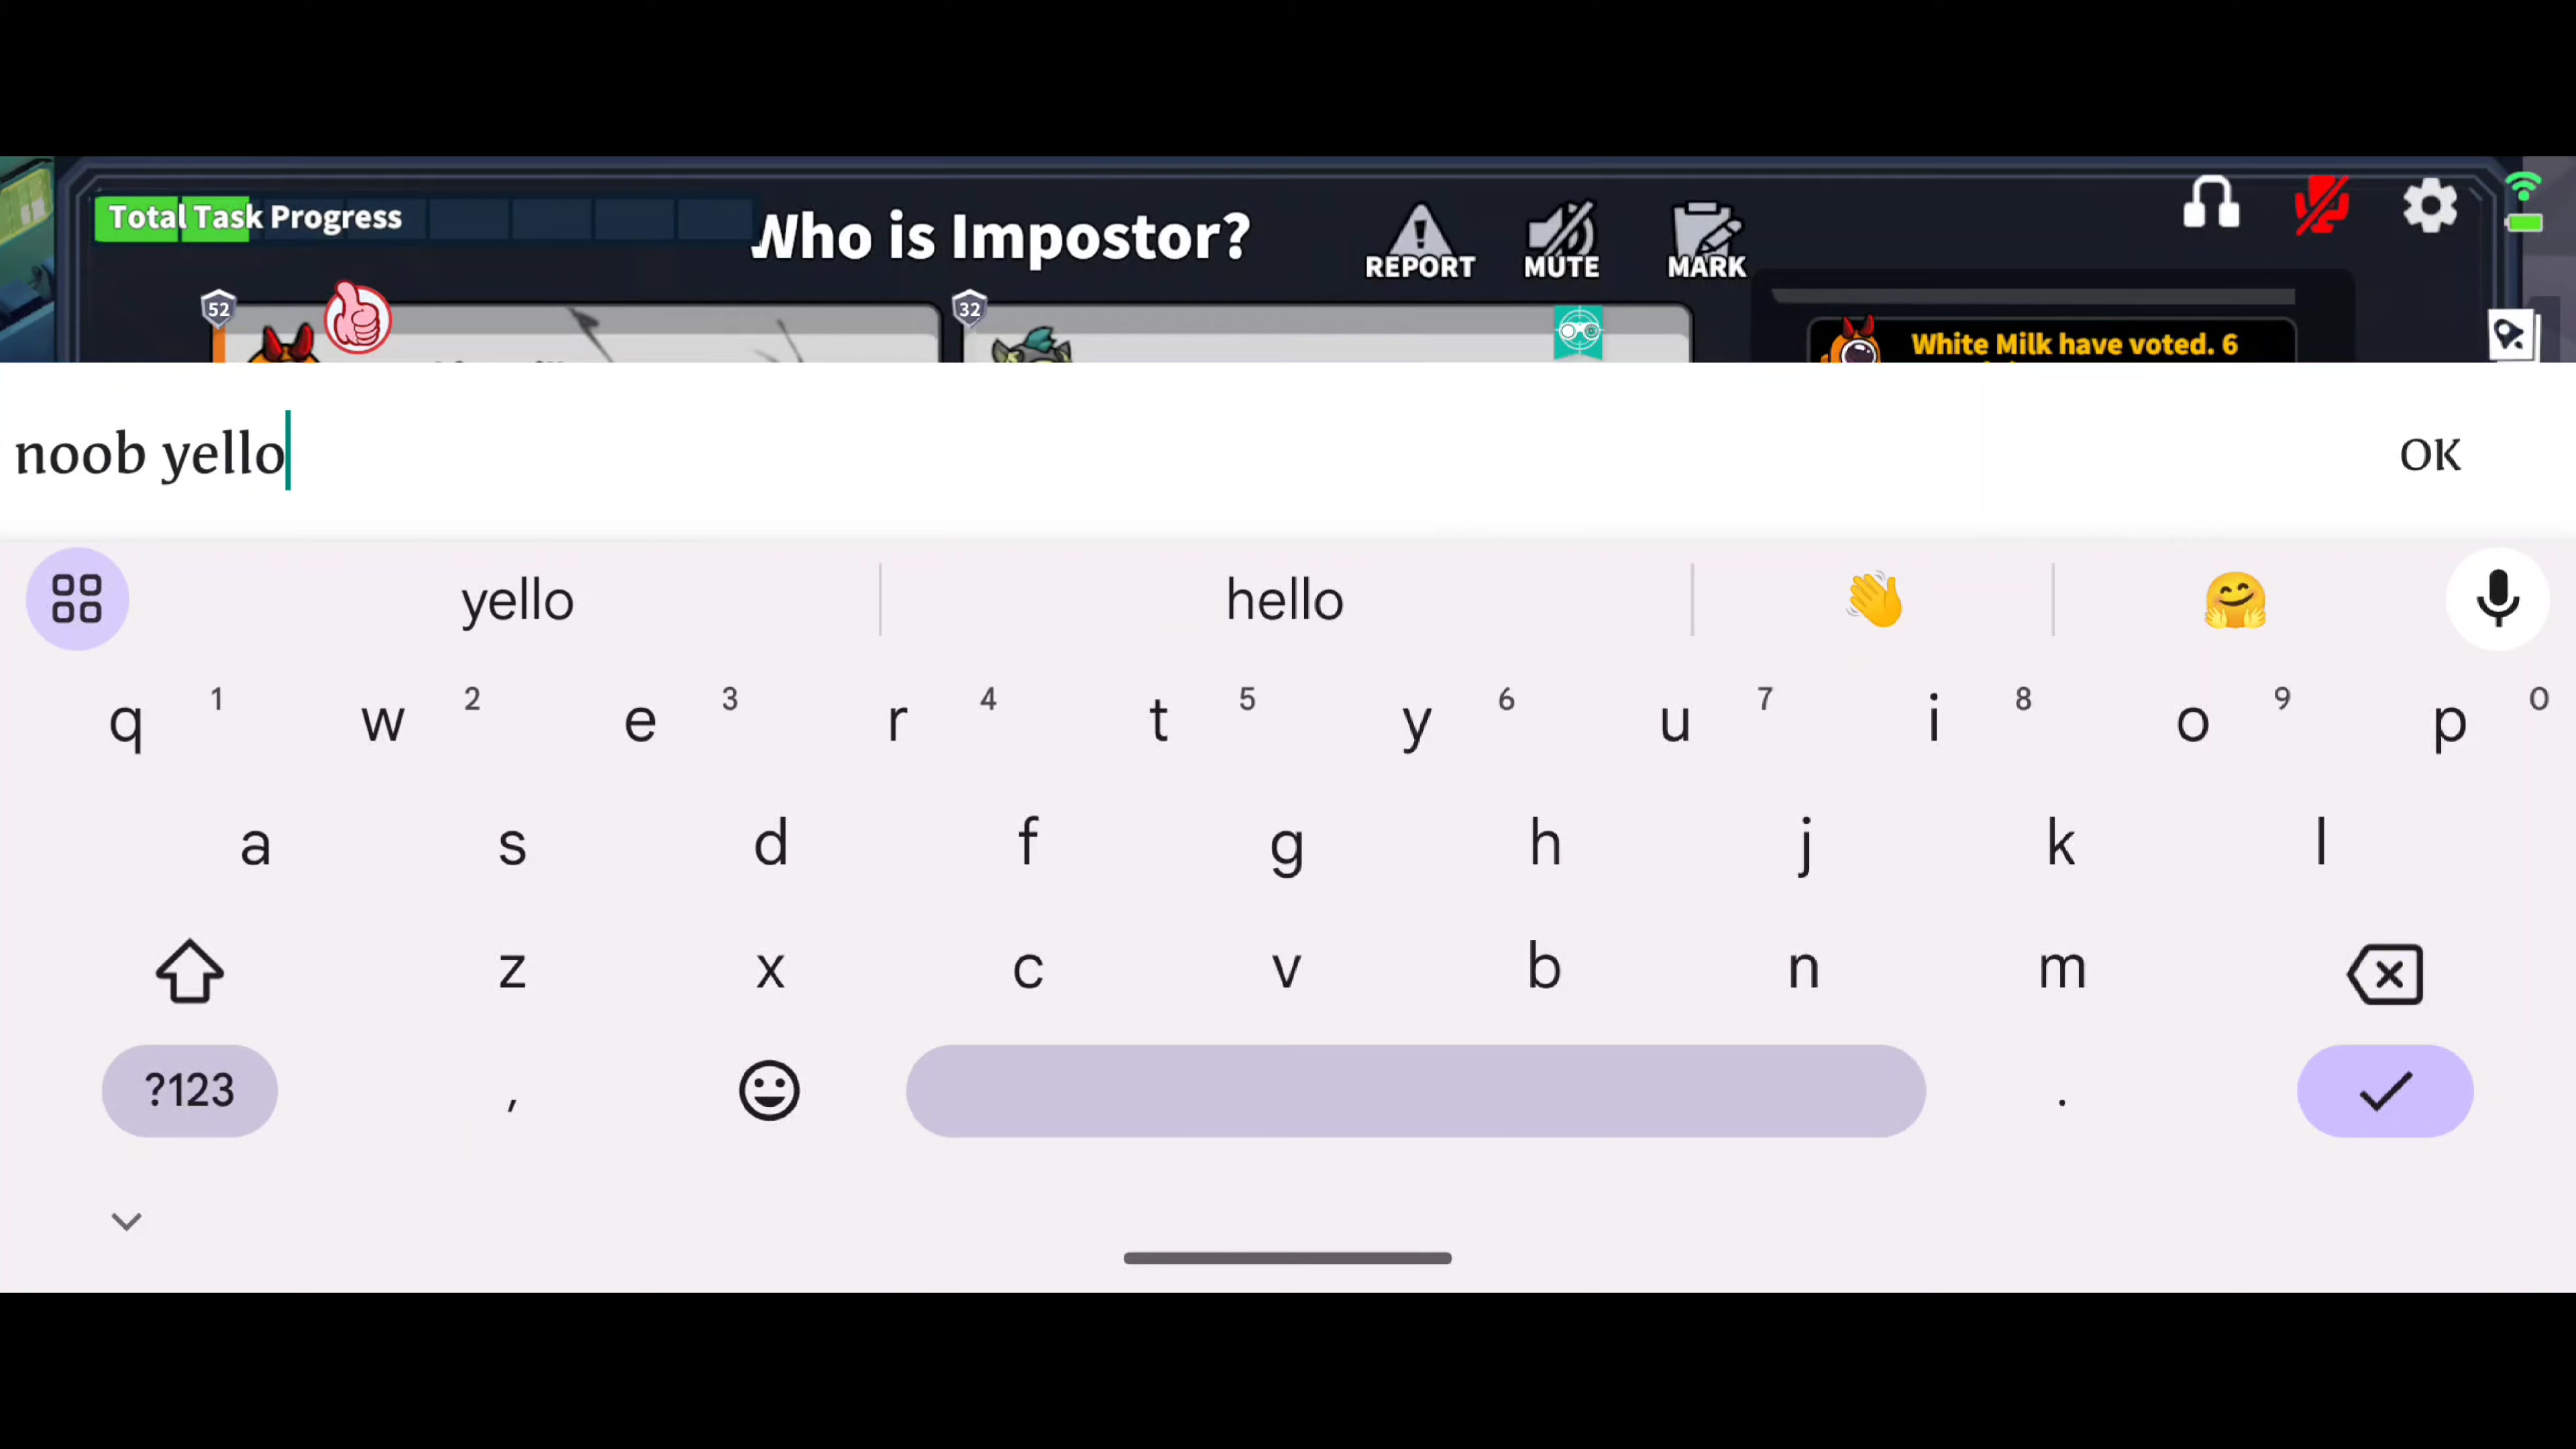 Total Task Progress
Who is Impostor?
REPORT
MUTE
MARK
52
32
White Milk have voted. 6
noob yello
OK
yello
hello
👋
🤗
q 1 w 2 e 3 r 4 t 5 y 6 u 7 i 8 o 9 p 0
a s d f g h j k l
z x c v b n m
?123 , .